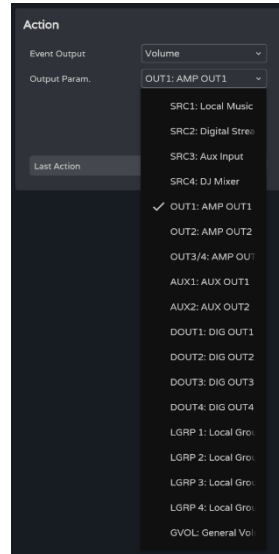 Action
Event Output Volume
Output Param. OUT1: AMP OUT1
SRC1: Local Music
SRC2: Digital Strea
SRC3: Aux Input
Last Action
SRC4: DJ Mixer
OUT1: AMP OUT1
OUT2: AMP OUT2
OUT3/4: AMP OUT
AUX1: AUX OUT1
AUX2: AUX OUT2
DOUT1: DIG OUT1
DOUT2: DIG OUT2
DOUT3: DIG OUT3
DOUT4: DIG OUT4
LGRP 1: Local Grou
LGRP 2: Local Grou
LGRP 3: Local Grou
LGRP 4: Local Grou
GVOL: General Volu